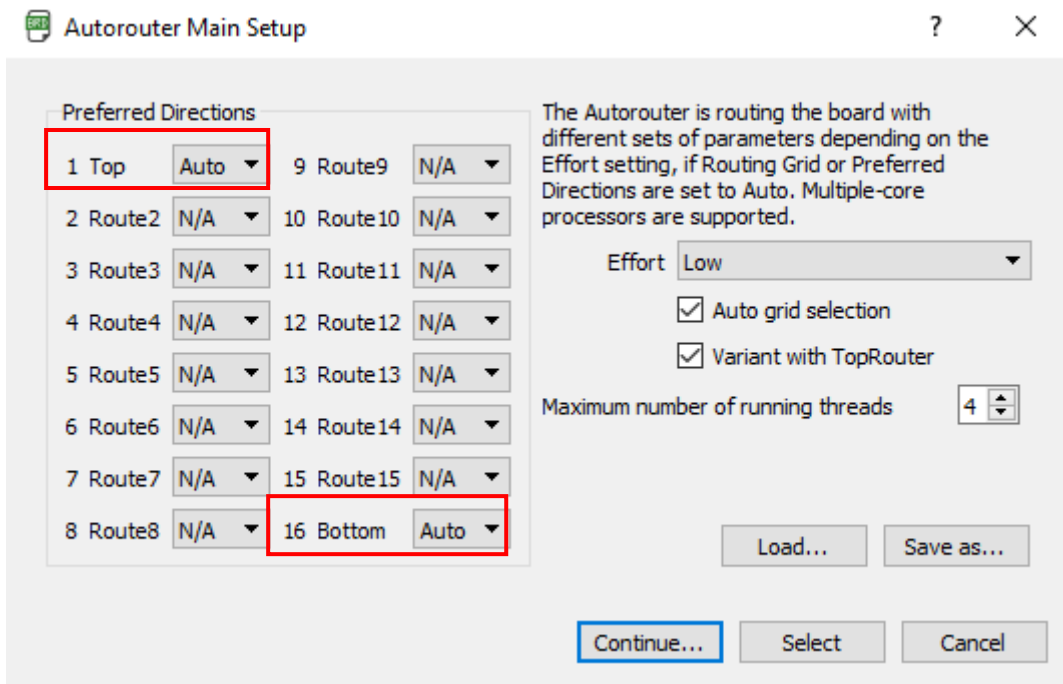 BRD
Autorouter Main Setup
?
Preferred Directions
1 Top Auto
2 Route2 N/A
3 Route3 N/A
4 Route4 N/A
5 Route5 N/A
6 Route6 N/A
7 Route7 N/A
8 Route8 N/A
9 Route9 N/A
10 Route10 N/A
11 Route11 N/A
12 Route12 N/A
13 Route13 N/A
14 Route14 N/A
15 Route15 N/A
16 Bottom Auto
The Autorouter is routing the board with
different sets of parameters depending on the
Effort setting, if Routing Grid or Preferred
Directions are set to Auto. Multiple-core
processors are supported.
Effort Low
Auto grid selection
Variant with TopRouter
Maximum number of running threads 4
Load... Save as...
Continue... Select Cancel